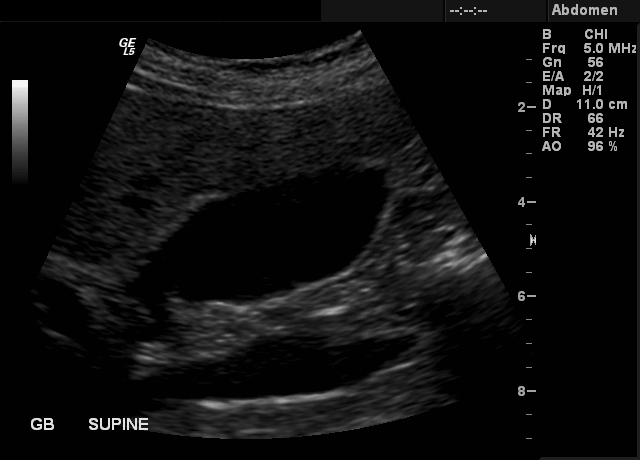 --:--:-- Abdomen
GE
L5
B CHI
Frq 5.0 MHz
Gn 56
E/A 2/2
Map H/1
D 11.0 cm
DR 66
FR 42 Hz
AO 96 %
2
4
6
8
GB SUPINE